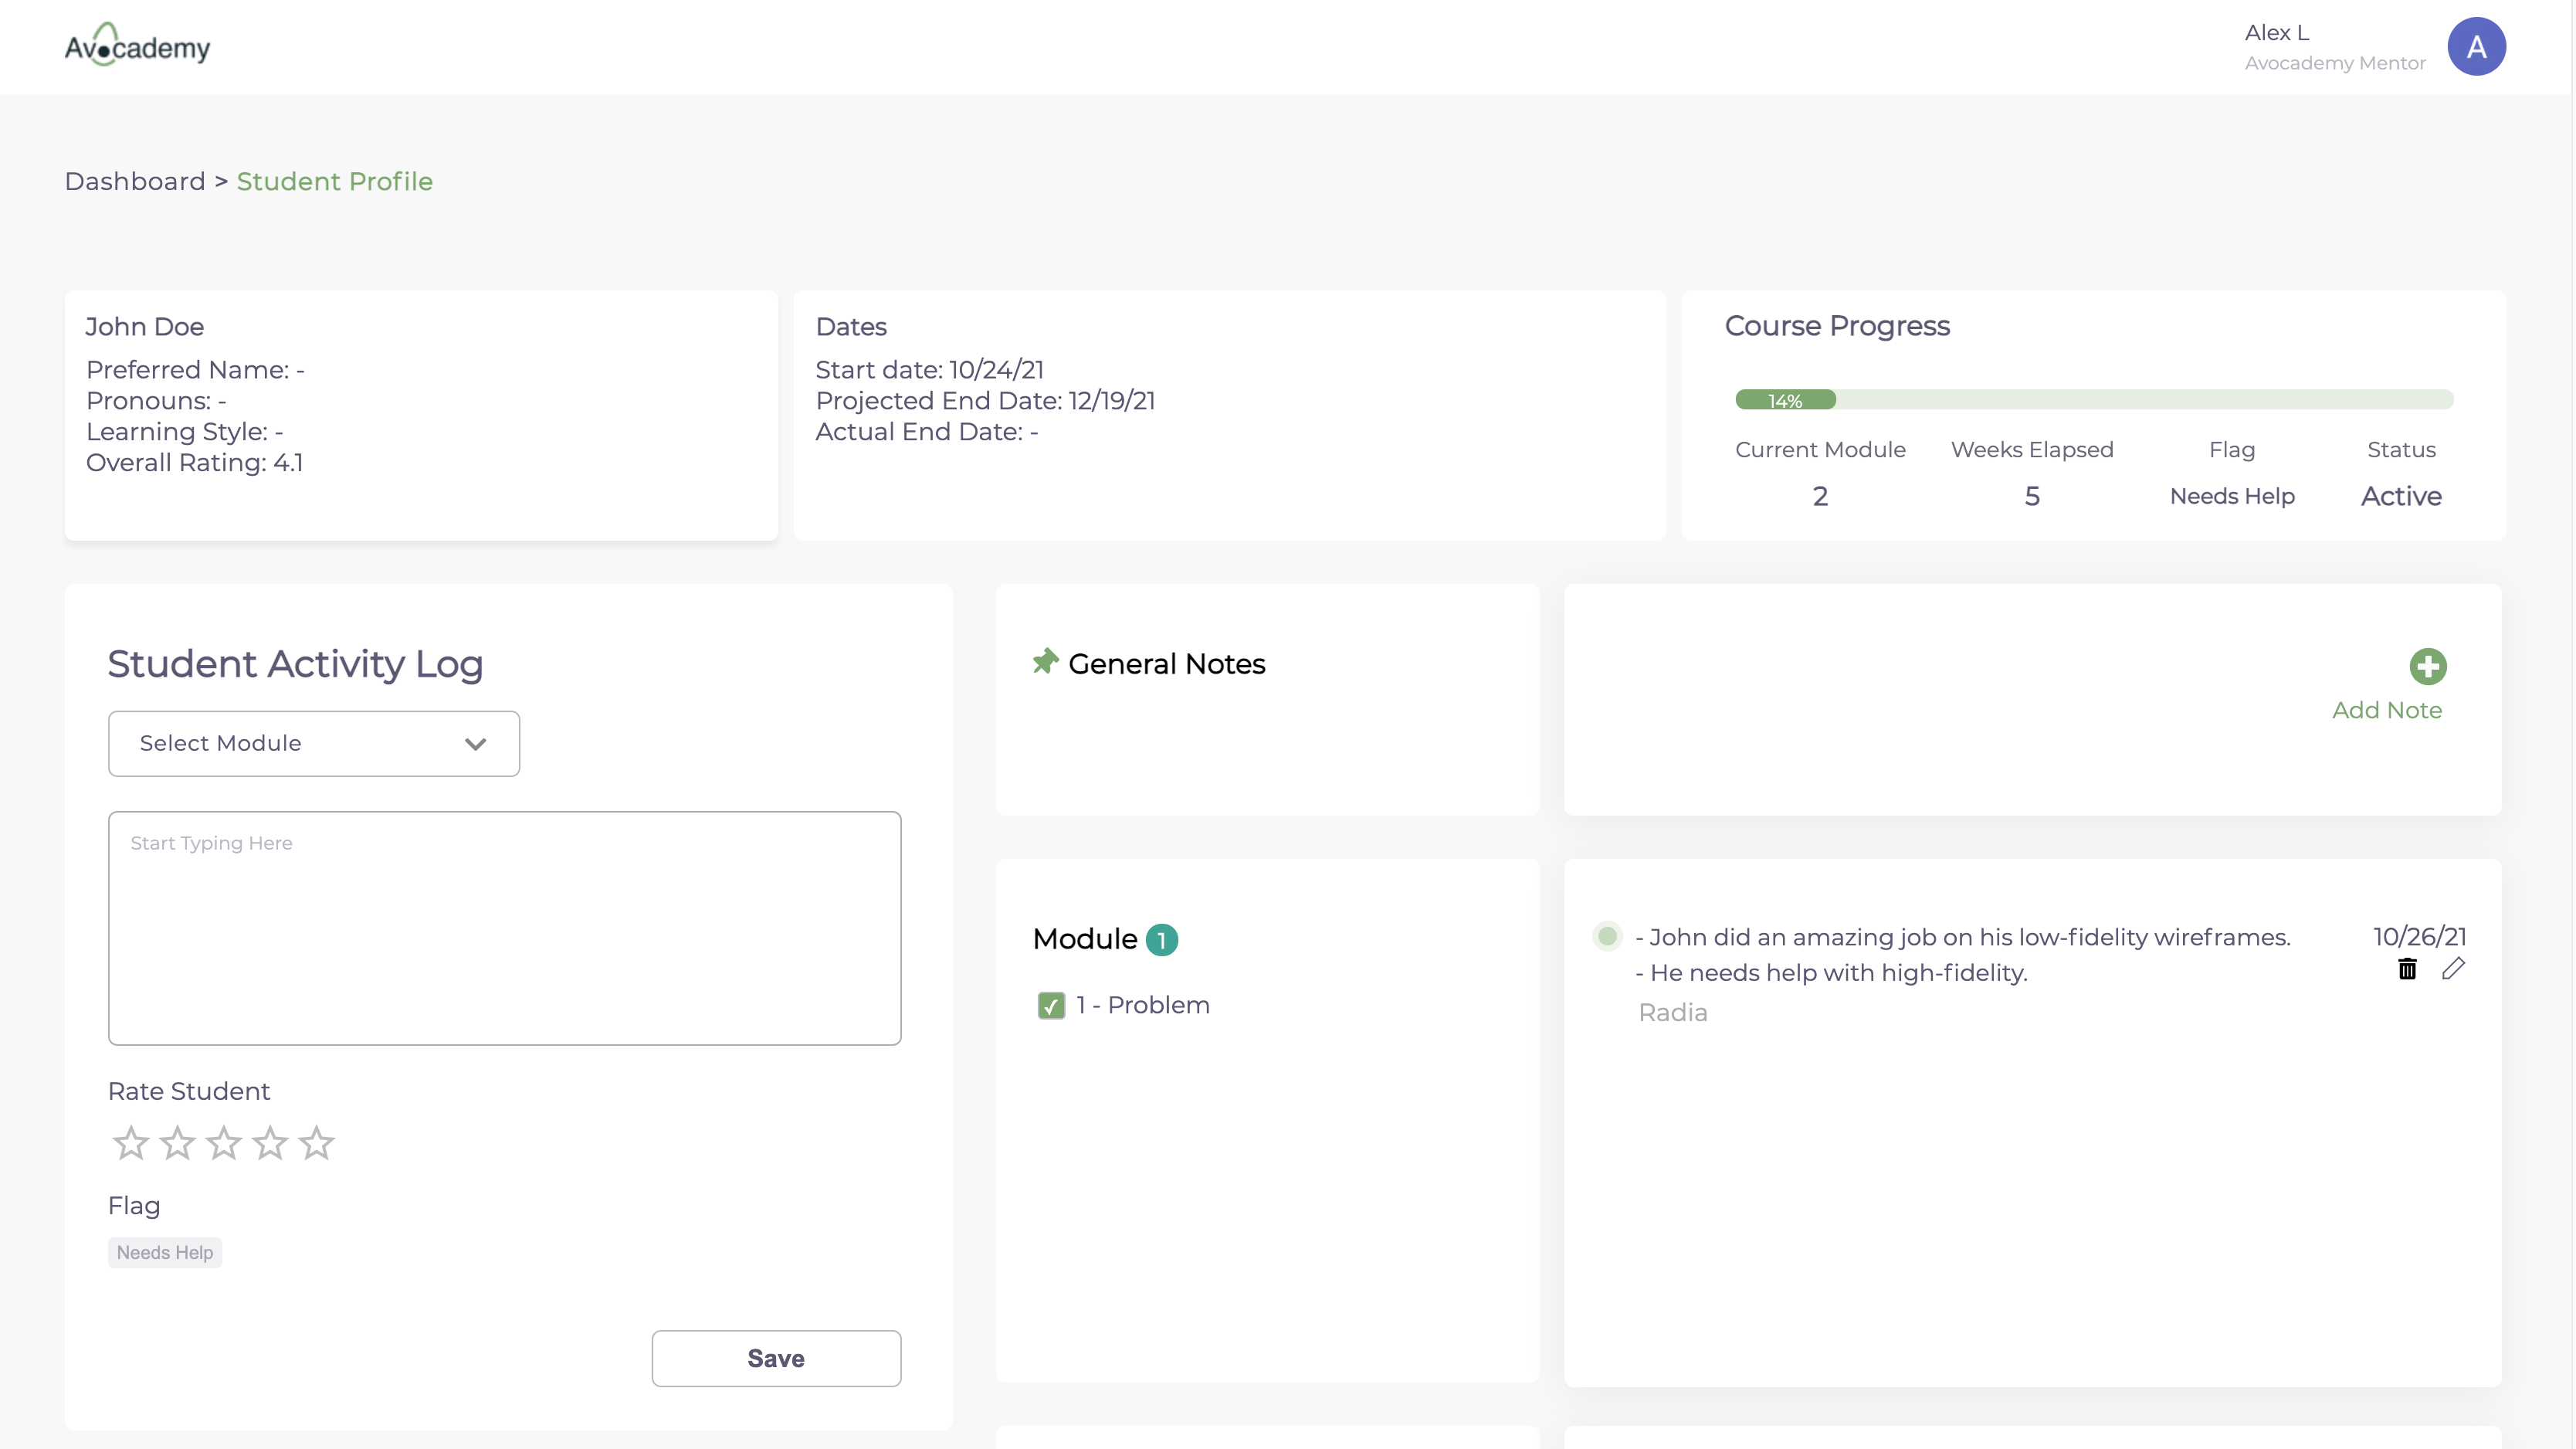 Avocademy
Alex L
Avocademy Mentor
A
Dashboard > Student Profile
John Doe
Preferred Name: -
Pronouns: -
Learning Style: -
Overall Rating: 4.1
Dates
Start date: 10/24/21
Projected End Date: 12/19/21
Actual End Date: -
Course Progress
14%
Current Module
2
Weeks Elapsed
5
Flag
Needs Help
Status
Active
Student Activity Log
Select Module
Start Typing Here
Rate Student
Flag
Needs Help
Save
General Notes
Add Note
Module 1
1 - Problem
- John did an amazing job on his low-fidelity wireframes.
- He needs help with high-fidelity.
Radia
10/26/21